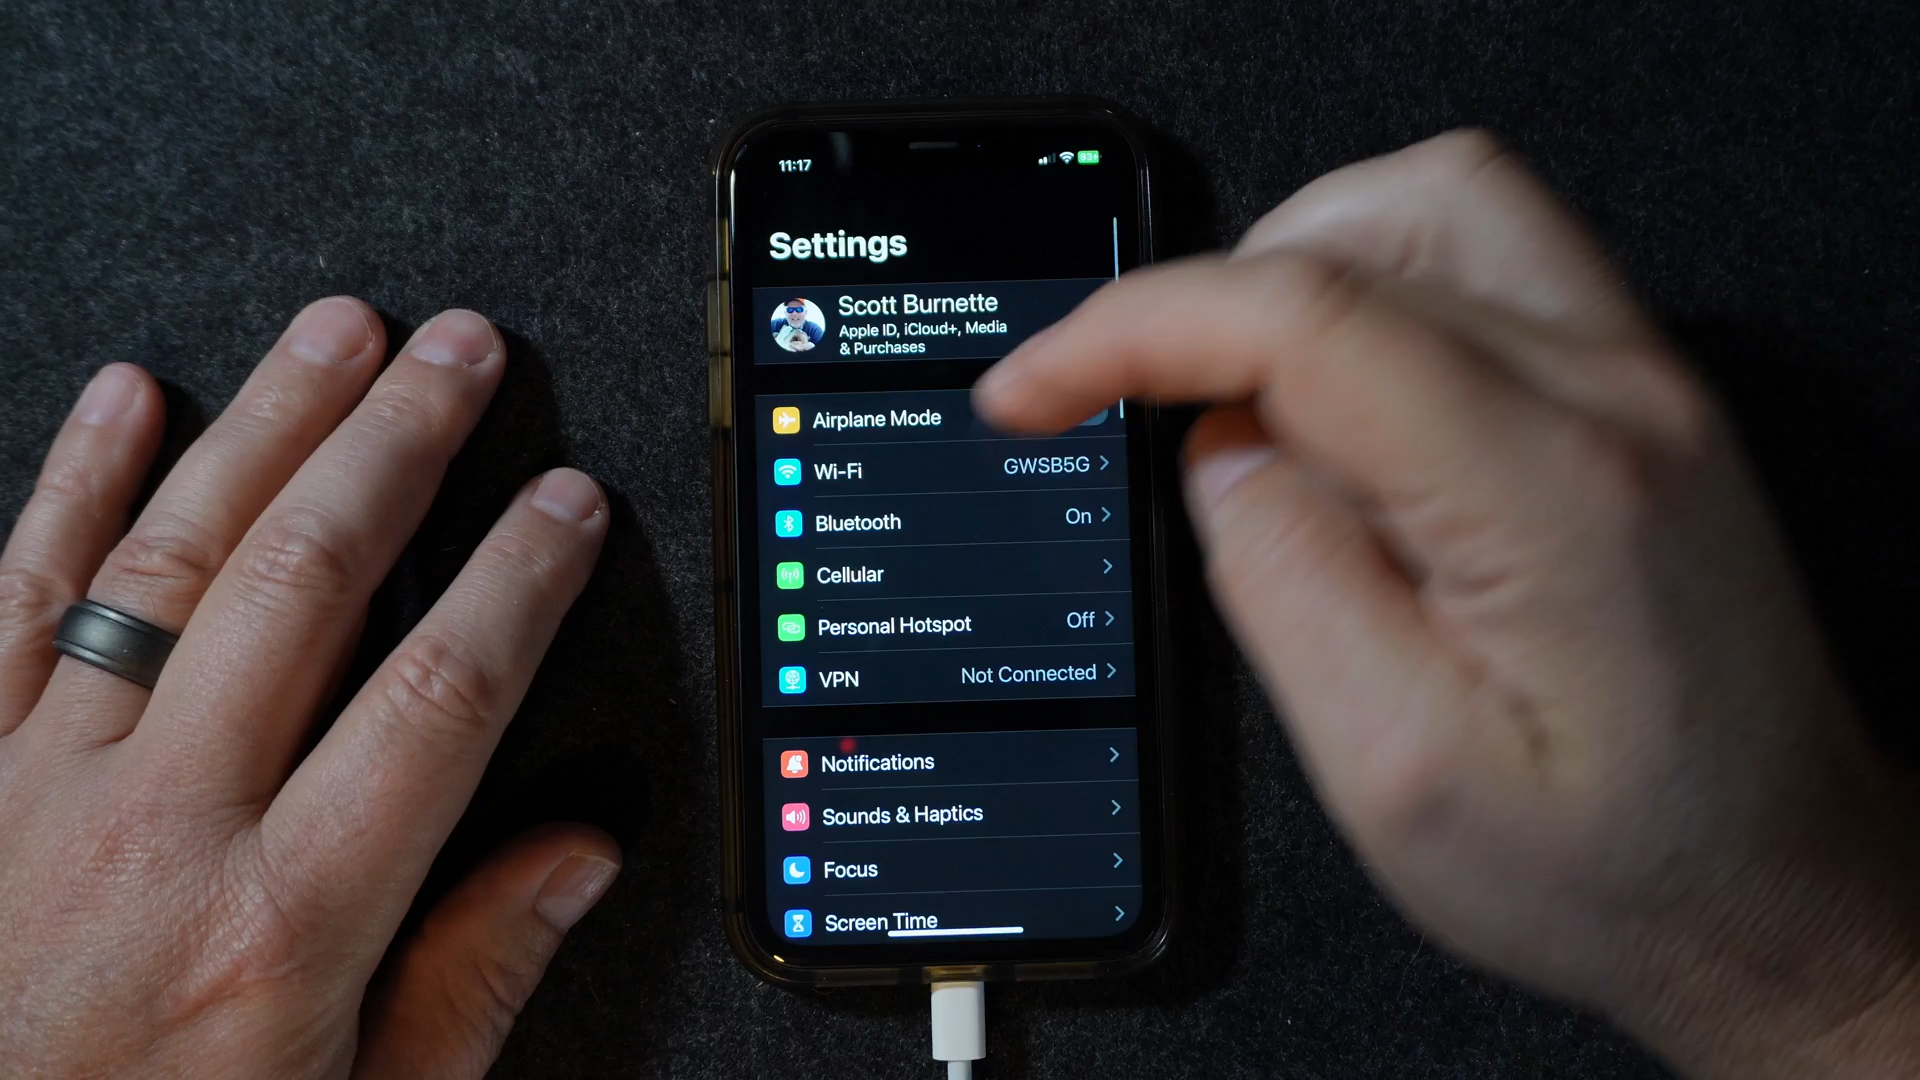 11:17
93+
Settings
Scott Burnette
Apple ID, iCloud+, Media
& Purchases
Airplane Mode
Wi-Fi GWSB5G
Bluetooth On
Cellular
Personal Hotspot Off
VPN Not Connected
Notifications
Sounds & Haptics
Focus
Screen Time